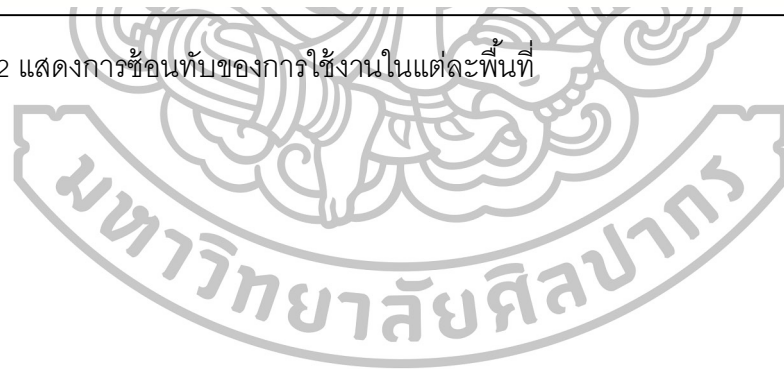 2 แสดงการซ้อนทับของการใช้งานในแต่ละพื้นที่
มหาวิทยาลัยศิลปากร